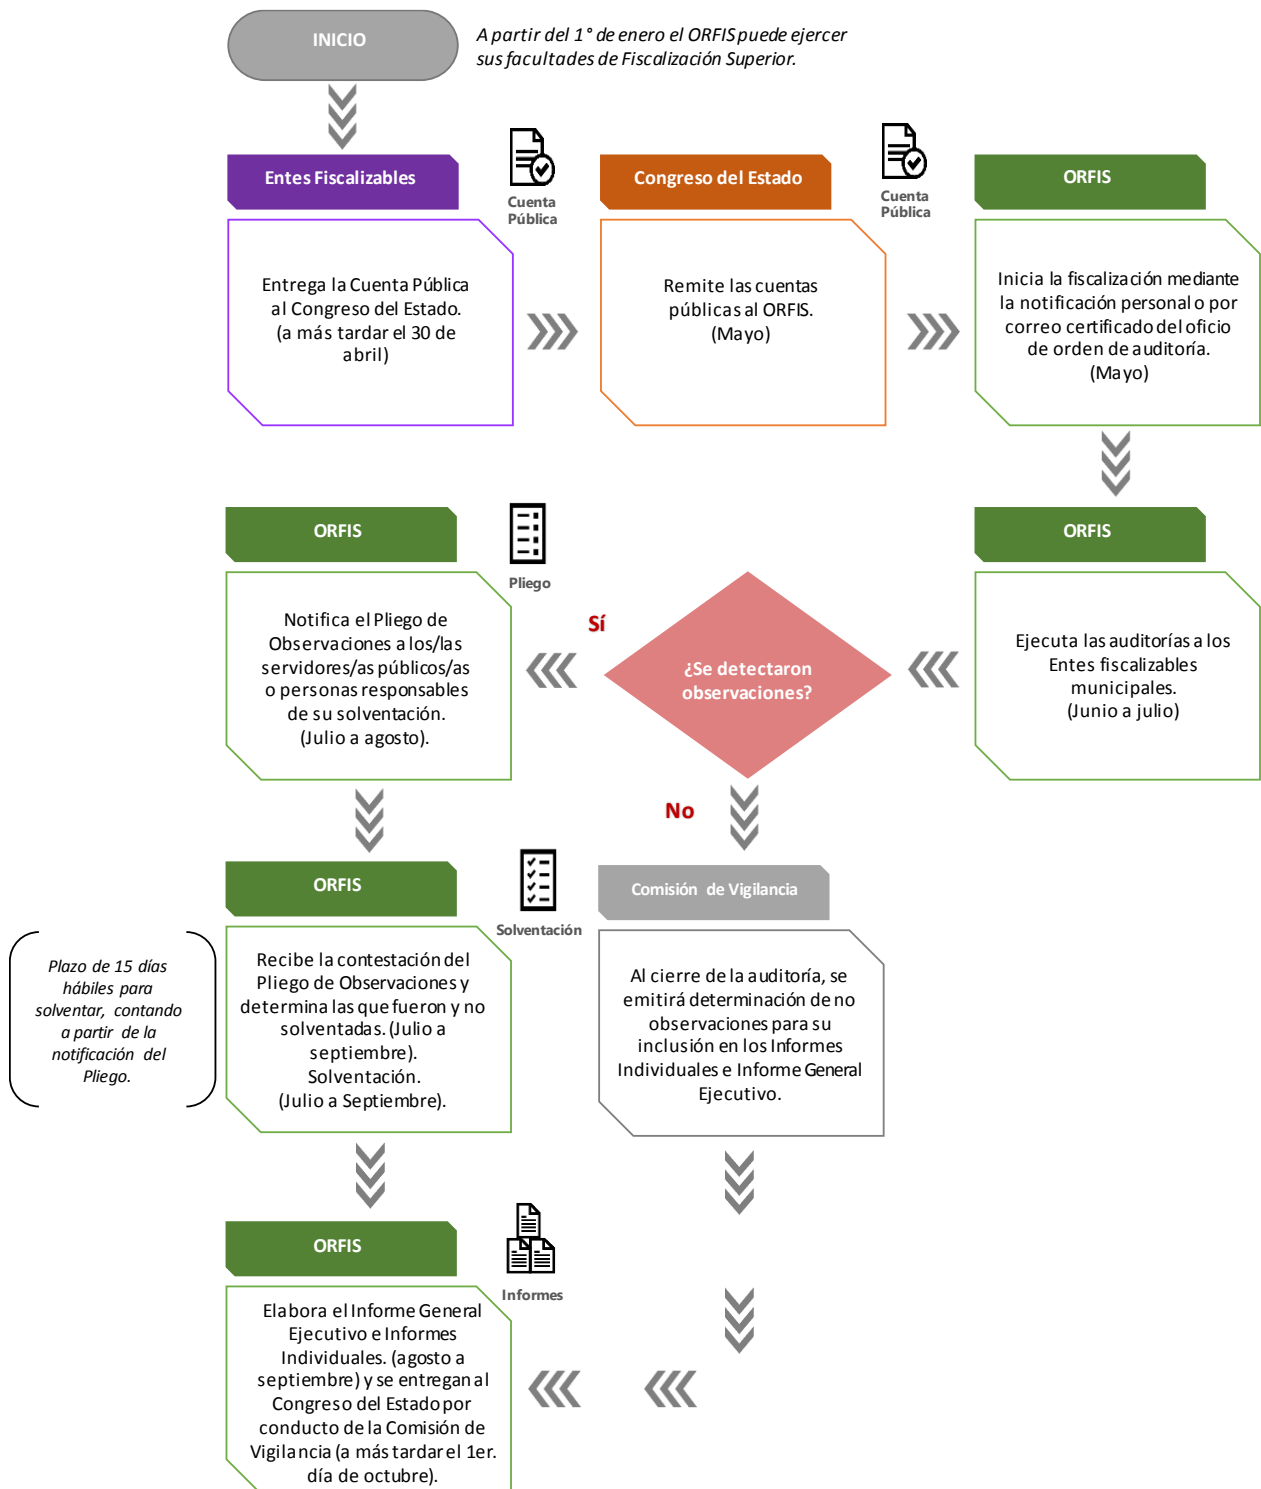 INICIO
A partir del 1° de enero el ORFIS puede ejercer
sus facultades de Fiscalización Superior.
Entes Fiscalizables
Cuenta
Pública
Congreso del Estado
Cuenta
Pública
ORFIS
Entrega la Cuenta Pública
al Congreso del Estado.
(a más tardar el 30 de
abril)
Remite las cuentas
públicas al ORFIS.
(Mayo)
Inicia la fiscalización mediante
la notificación personal o por
correo certificado del oficio
de orden de auditoría.
(Mayo)
ORFIS
Pliego
ORFIS
Notifica el Pliego de
Observaciones a los/las
servidores/as públicos/as
o personas responsables
de su solventación.
(Julio a agosto).
Sí
¿Se detectaron
observaciones?
Ejecuta las auditorías a los
Entes fiscalizables
municipales.
(Junio a julio)
No
ORFIS
Solventación
Comisión de Vigilancia
Plazo de 15 días
hábiles para
solventar, contando
a partir de la
notificación del
Pliego.
Recibe la contestación del
Pliego de Observaciones y
determina las que fueron y no
solventadas. (Julio a
septiembre).
Solventación.
(Julio a Septiembre).
Al cierre de la auditoría, se
emitirá determinación de no
observaciones para su
inclusión en los Informes
Individuales e Informe General
Ejecutivo.
ORFIS
Informes
Elabora el Informe General
Ejecutivo e Informes
Individuales. (agosto a
septiembre) y se entregan al
Congreso del Estado por
conducto de la Comisión de
Vigilancia (a más tardar el 1er.
día de octubre).